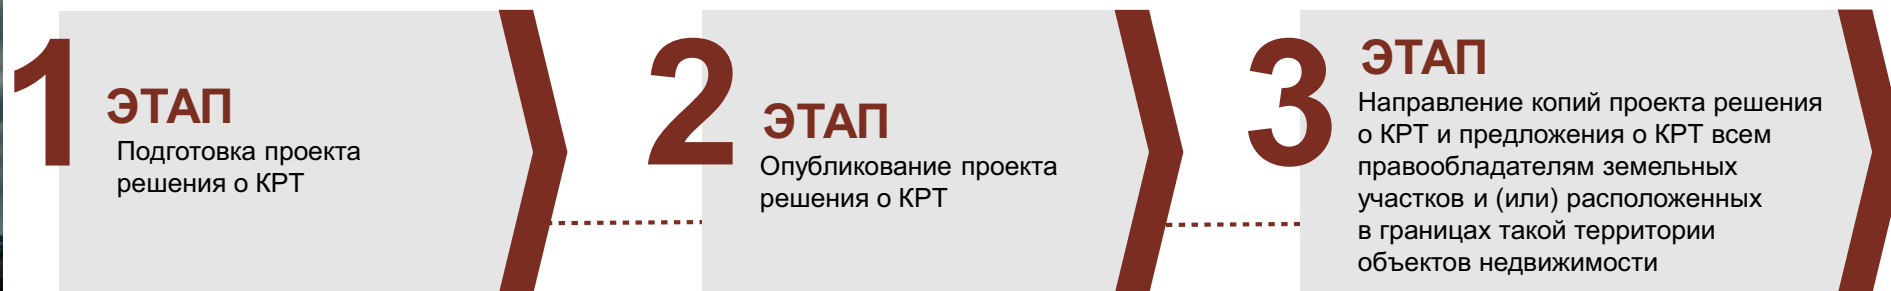 1
ЭТАП
Подготовка проекта
решения о КРТ
2
ЭТАП
Опубликование проекта
решения о КРТ
3
ЭТАП
Направление копий проекта решения
о КРТ и предложения о КРТ всем
правообладателям земельных
участков и (или) расположенных
в границах такой территории
объектов недвижимости